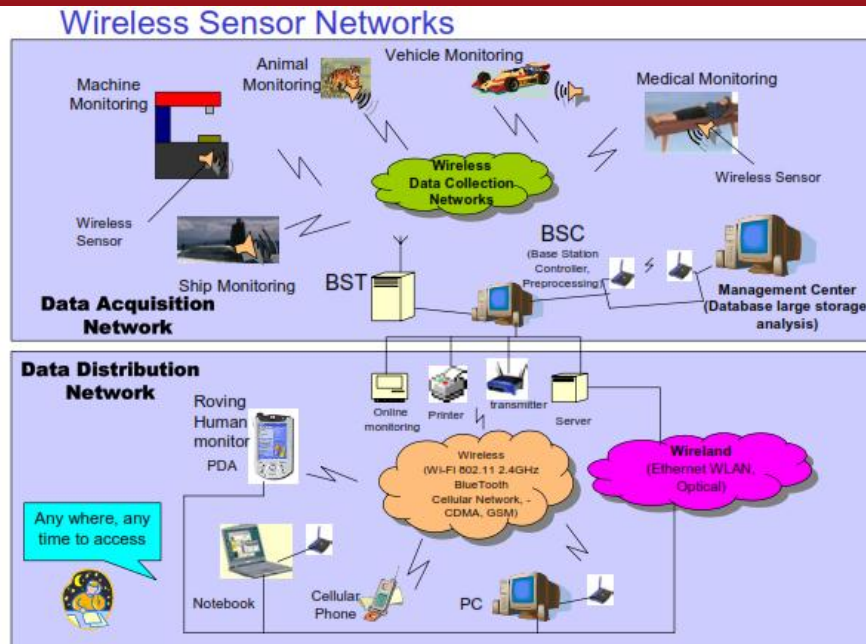 Wireless Sensor Networks
Machine
Monitoring
Animal
Monitoring
Vehicle Monitoring
Medical Monitoring
Wireless
Data Collection
Networks
Wireless Sensor
Wireless
Sensor
Ship Monitoring
BST
BSC
(Base Station
Controller,
Preprocessing)
Management Center
(Database large storage
analysis)
Data Acquisition
Network
Data Distribution
Network
Roving
Human
monitor
PDA
Online
monitoring
Printer
transmitter
Server
Wireless
(Wi-Fi 802.11 2.4GHz
BlueTooth
Cellular Network, -
CDMA, GSM)
Wireland
(Ethernet WLAN,
Optical)
Any where, any
time to access
Notebook
Cellular
Phone
PC